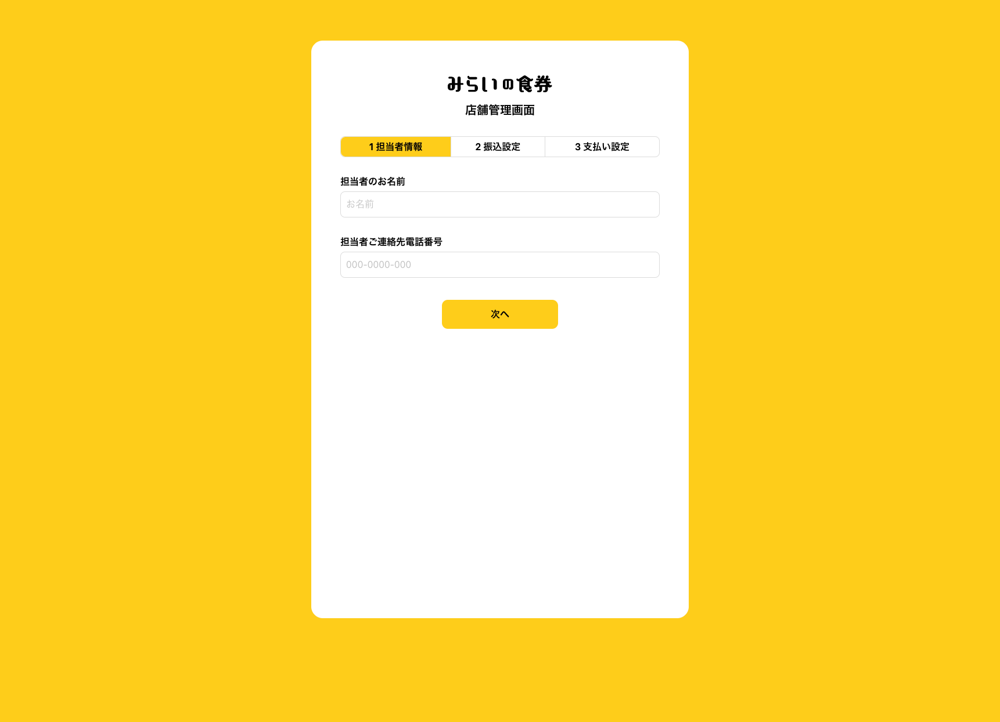 みらいの食券
店舗管理画面
1 担当者情報 2 振込設定 3 支払い設定
担当者のお名前
お名前
担当者ご連絡先電話番号
000-0000-000
次へ